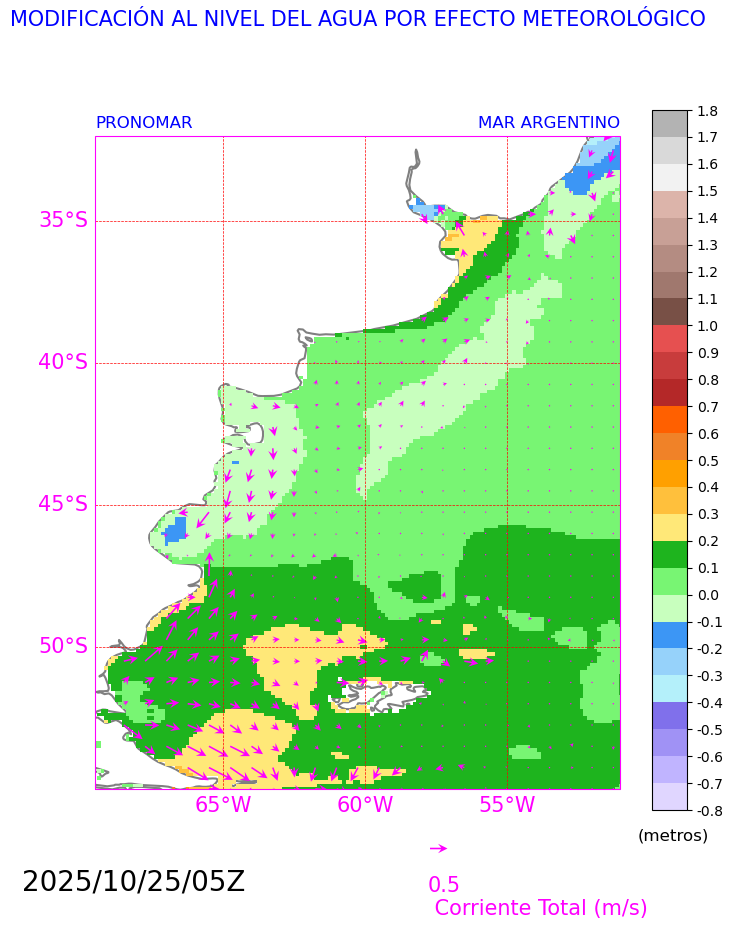 MODIFICACIÓN AL NIVEL DEL AGUA POR EFECTO METEOROLÓGICO
PRONOMAR MAR ARGENTINO
1.8
1.7
1.6
1.5
1.4
1.3
1.2
1.1
1.0
0.9
0.8
0.7
0.6
0.5
0.4
0.3
0.2
0.1
0.0
-0.1
-0.2
-0.3
-0.4
-0.5
-0.6
-0.7
-0.8
(metros)
35°S
40°S
45°S
50°S
65°W 60°W 55°W
2025/10/25/05Z
0.5
Corriente Total (m/s)